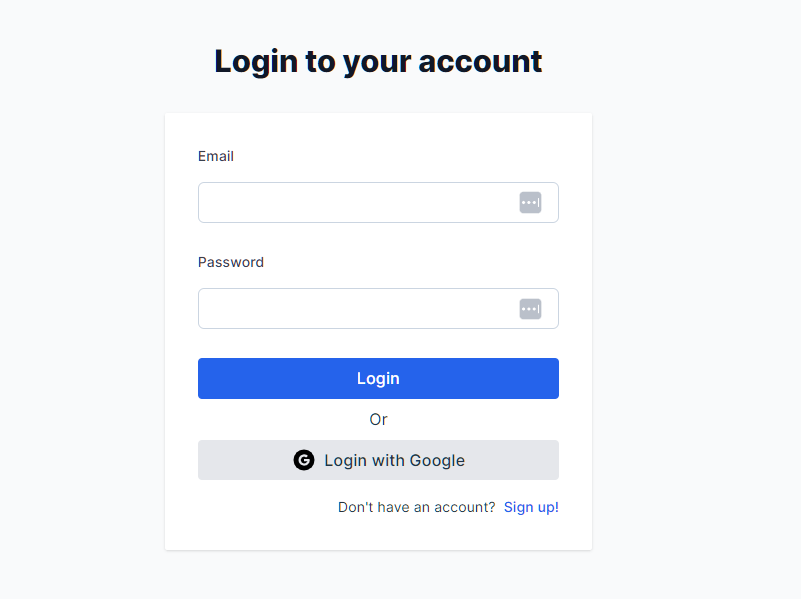 Login to your account
Email
Password
Login
Or
G Login with Google
Don't have an account? Sign up!